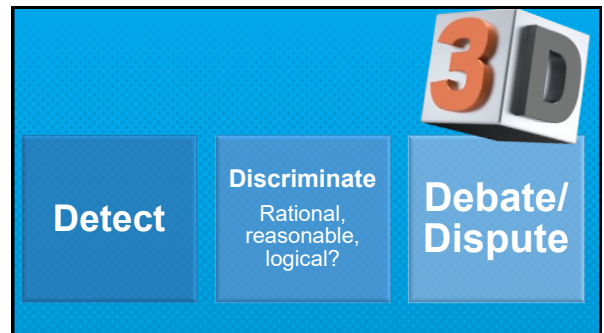 3D
Detect
Discriminate
Rational,
reasonable,
logical?
Debate/
Dispute